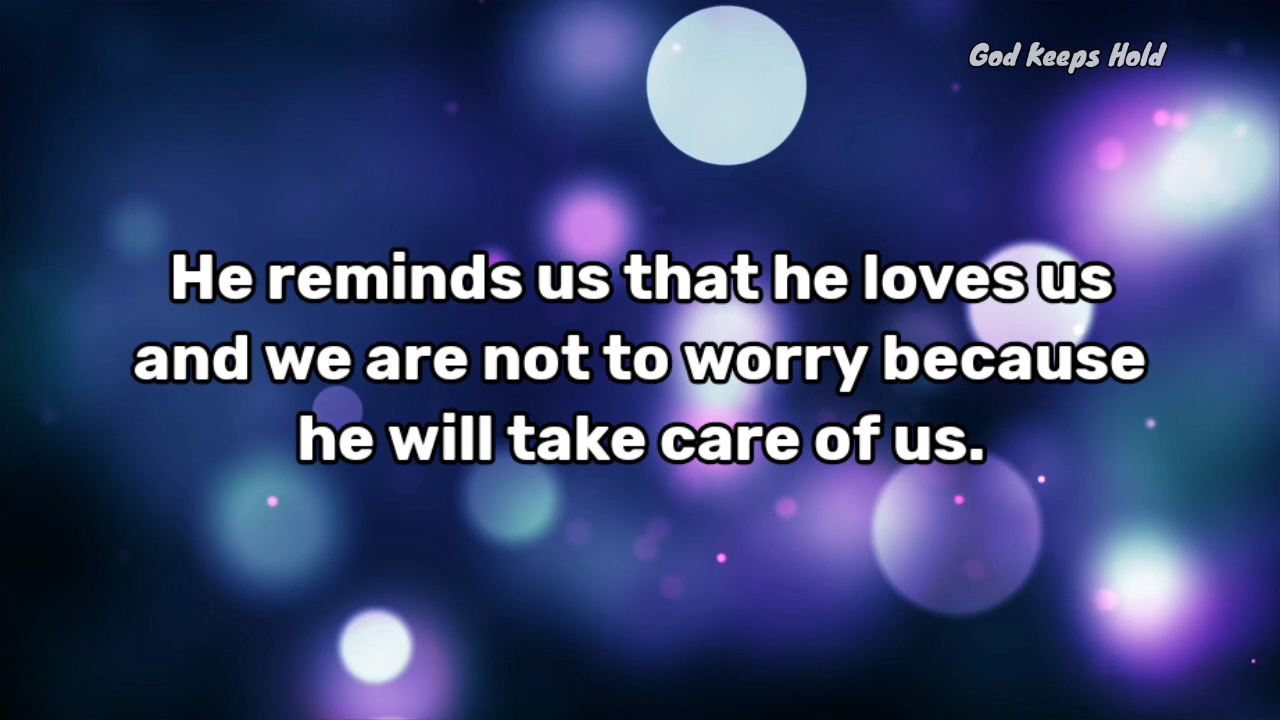 God Keeps Hold
He reminds us that he loves us
and we are not to worry because
he will take care of us.